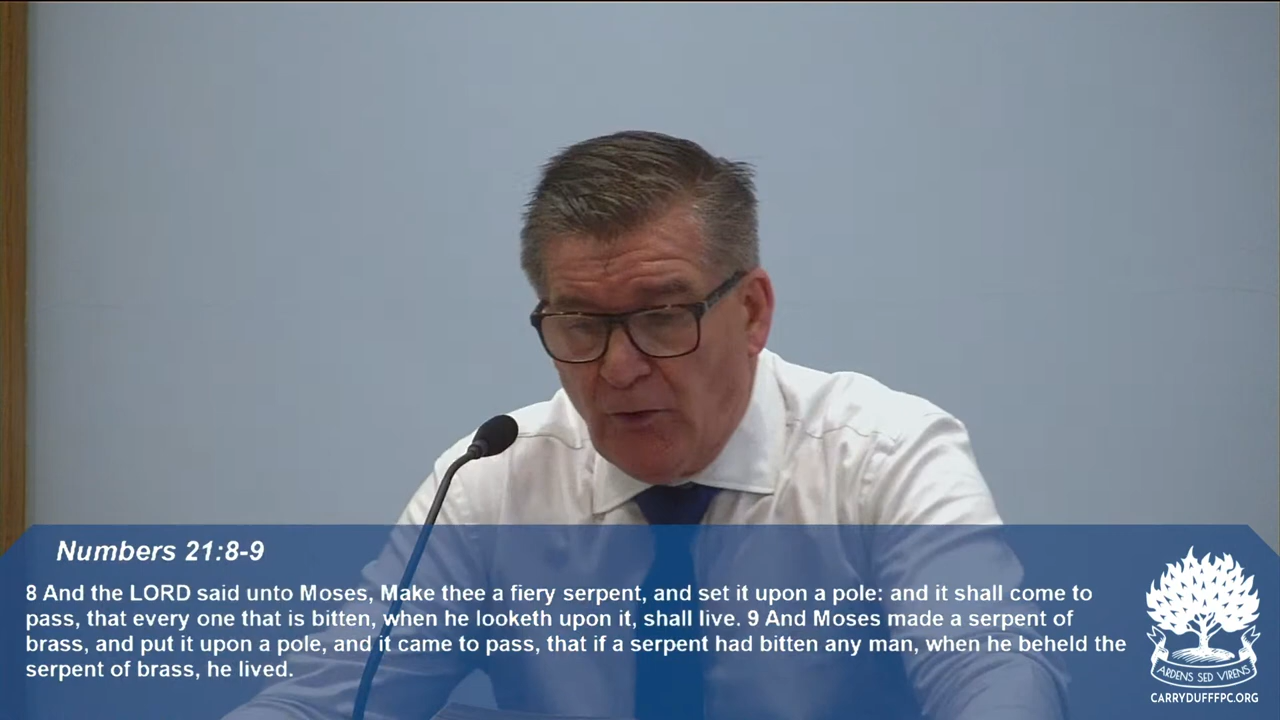 Numbers 21:8-9
8 And the LORD said unto Moses, Make thee a fiery serpent, and set it upon a pole: and it shall come to
pass, that every one that is bitten, when he looketh upon it, shall live. 9 And Moses made a serpent of
brass, and put it upon a pole, and it came to pass, that if a serpent had bitten any man, when he beheld the
serpent of brass, he lived.
ARDENS SED VIRENS
CARRYDUFFFPC.ORG